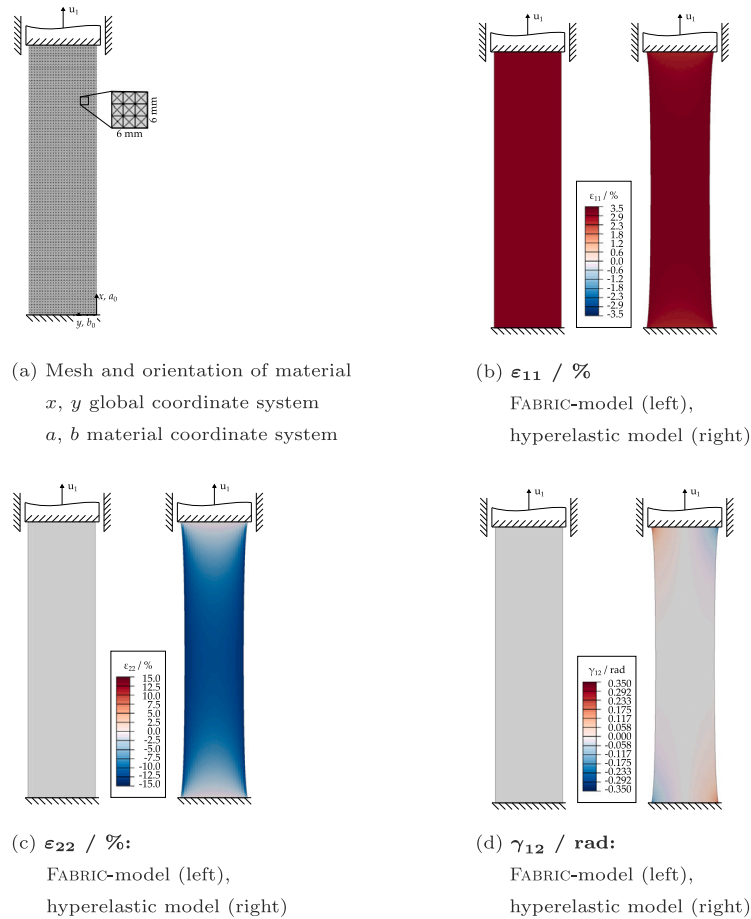 u1
6 mm
6 mm
x, a0
y, b0
(a) Mesh and orientation of material
x, y global coordinate system
a, b material coordinate system
u1
ε11 / %
3.5
2.9
2.3
1.8
1.2
0.6
0.0
-0.6
-1.2
-1.8
-2.3
-2.9
-3.5
(b) ε11 / %
FABRIC-model (left),
hyperelastic model (right)
u1
ε22 / %
15.0
12.5
10.0
7.5
5.0
2.5
0.0
-2.5
-5.0
-7.5
-10.0
-12.5
-15.0
(c) ε22 / %:
FABRIC-model (left),
hyperelastic model (right)
u1
γ12 / rad
0.350
0.292
0.233
0.175
0.117
0.058
0.000
-0.058
-0.117
-0.175
-0.233
-0.292
-0.350
(d) γ12 / rad:
FABRIC-model (left),
hyperelastic model (right)